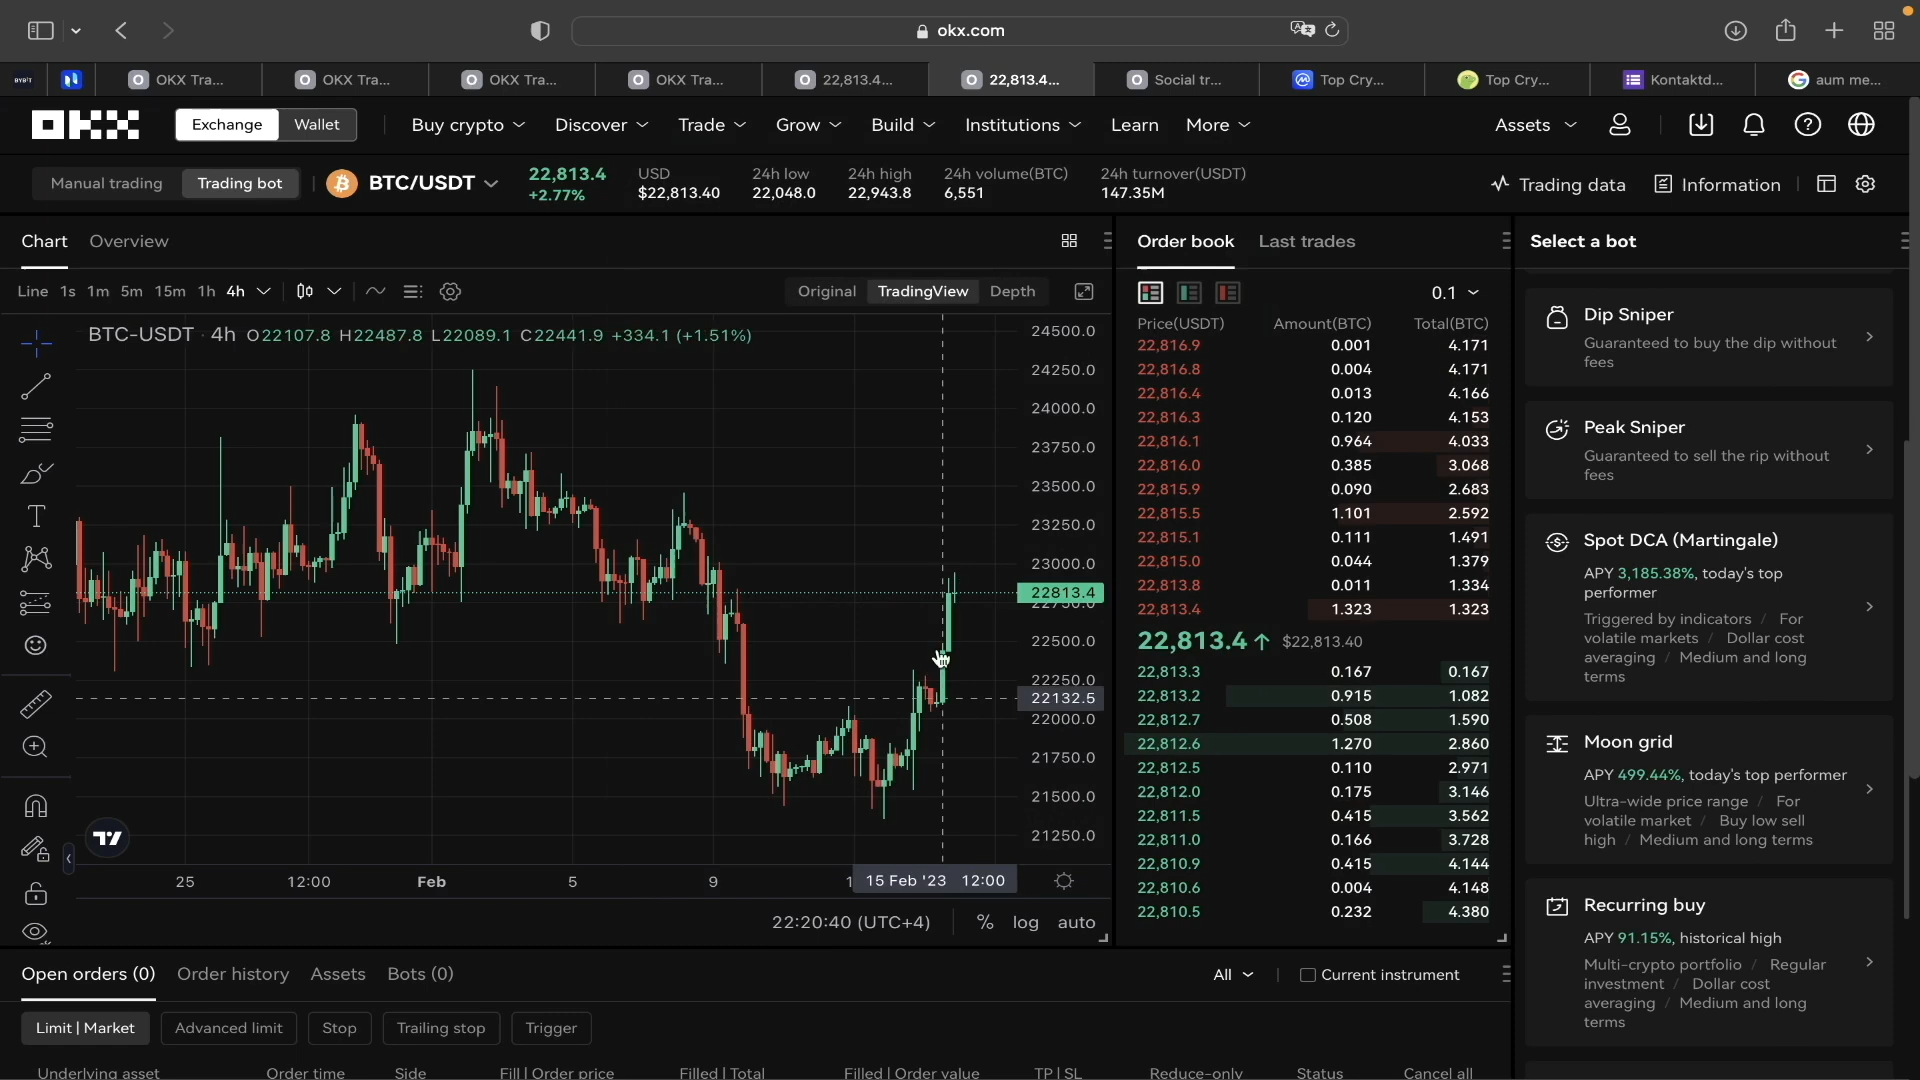 okx.com
BYBIT
OKX Tra...
OKX Tra...
OKX Tra...
OKX Tra...
22,813.4...
22,813.4...
Social tr...
Top Cry...
Top Cry...
Kontaktd...
aum me...
OKX
Exchange
Wallet
Buy crypto
Discover
Trade
Grow
Build
Institutions
Learn
More
Assets
Manual trading
Trading bot
BTC/USDT
22,813.4
+2.77%
USD
$22,813.40
24h low
22,048.0
24h high
22,943.8
24h volume(BTC)
6,551
24h turnover(USDT)
147.35M
Trading data
Information
Chart
Overview
Line 1s 1m 5m 15m 1h 4h
Original
TradingView
Depth
BTC-USDT · 4h O22107.8 H22487.8 L22089.1 C22441.9 +334.1 (+1.51%)
24500.0
24250.0
24000.0
23750.0
23500.0
23250.0
23000.0
22813.4
22750.0
22500.0
22250.0
22132.5
22000.0
21750.0
21500.0
21250.0
25
12:00
Feb
5
9
1
15 Feb '23 12:00
22:20:40 (UTC+4)
%
log
auto
Order book
Last trades
0.1
Price(USDT) Amount(BTC) Total(BTC)
22,816.9 0.001 4.171
22,816.8 0.004 4.171
22,816.4 0.013 4.166
22,816.3 0.120 4.153
22,816.1 0.964 4.033
22,816.0 0.385 3.068
22,815.9 0.090 2.683
22,815.5 1.101 2.592
22,815.1 0.111 1.491
22,815.0 0.044 1.379
22,813.8 0.011 1.334
22,813.4 1.323 1.323
22,813.4 ↑ $22,813.40
22,813.3 0.167 0.167
22,813.2 0.915 1.082
22,812.7 0.508 1.590
22,812.6 1.270 2.860
22,812.5 0.110 2.971
22,812.0 0.175 3.146
22,811.5 0.415 3.562
22,811.0 0.166 3.728
22,810.9 0.415 4.144
22,810.6 0.004 4.148
22,810.5 0.232 4.380
Select a bot
Dip Sniper
Guaranteed to buy the dip without
fees
Peak Sniper
Guaranteed to sell the rip without
fees
Spot DCA (Martingale)
APY 3,185.38%, today's top
performer
Triggered by indicators / For
volatile markets / Dollar cost
averaging / Medium and long
terms
Moon grid
APY 499.44%, today's top performer
Ultra-wide price range / For
volatile market / Buy low sell
high / Medium and long terms
Recurring buy
APY 91.15%, historical high
Multi-crypto portfolio / Regular
investment / Dollar cost
averaging / Medium and long
terms
Open orders (0)
Order history
Assets
Bots (0)
All
Current instrument
Limit | Market
Advanced limit
Stop
Trailing stop
Trigger
Underlying asset
Order time
Side
Fill | Order price
Filled | Total
Filled | Order value
TP | SL
Reduce-only
Status
Cancel all